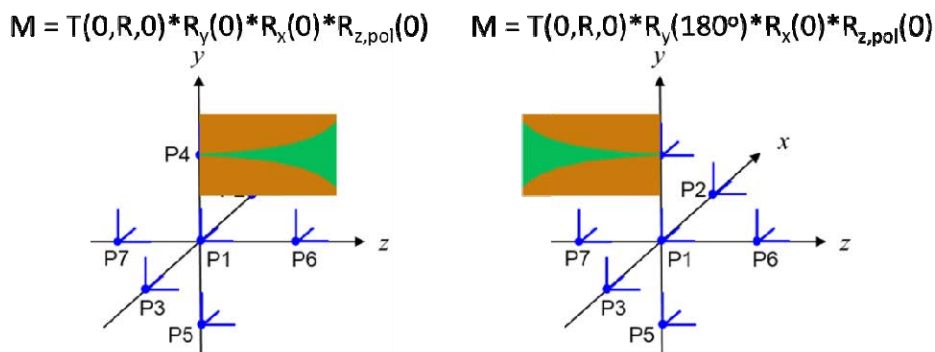 M = T(0,R,0)*Ry(0)*Rx(0)*Rz,pol(0)
M = T(0,R,0)*Ry(180º)*Rx(0)*Rz,pol(0)
y
P4
z
P7
P1
P6
P3
P5
y
x
P2
z
P7
P1
P6
P3
P5